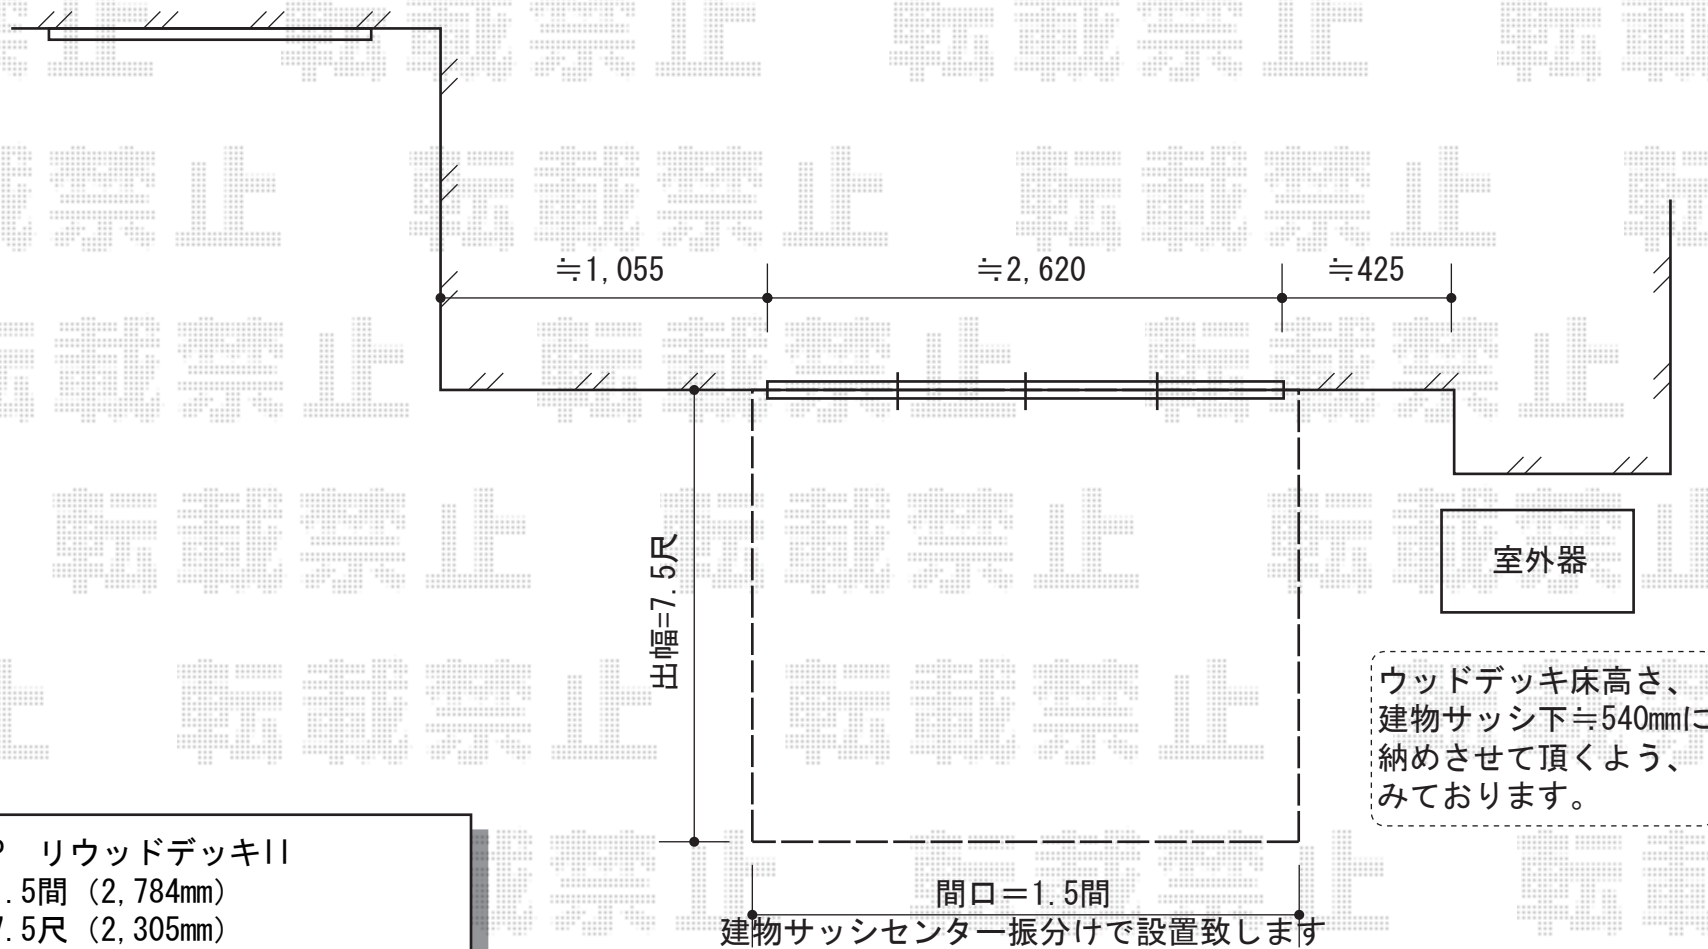 ≒1,055
≒2,620
≒425
出幅=7.5尺
室外器
ウッドデッキ床高さ、
建物サッシ下≒540mmに
納めさせて頂くよう、
みております。
リウッドデッキII
.5間 (2,784mm)
7.5尺 (2,305mm)
間口＝1.5間
建物サッシセンター振分けで設置致します
転載禁止